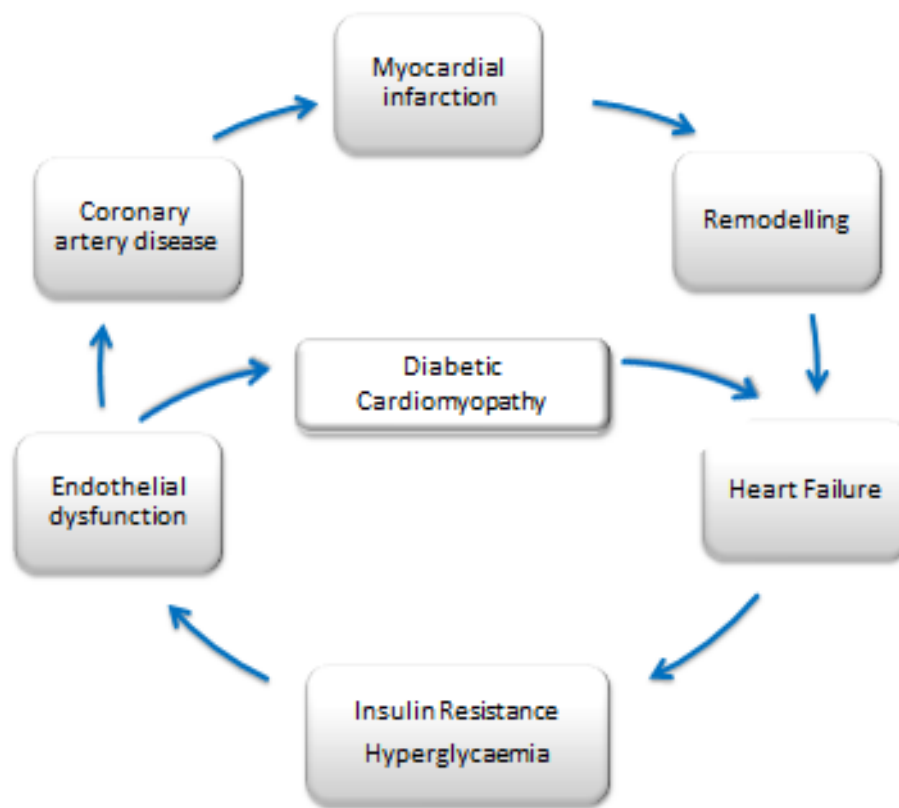 Myocardial
infarction
Coronary
artery disease
Remodelling
Diabetic
Cardiomyopathy
Endothelial
dysfunction
Heart Failure
Insulin Resistance
Hyperglycaemia